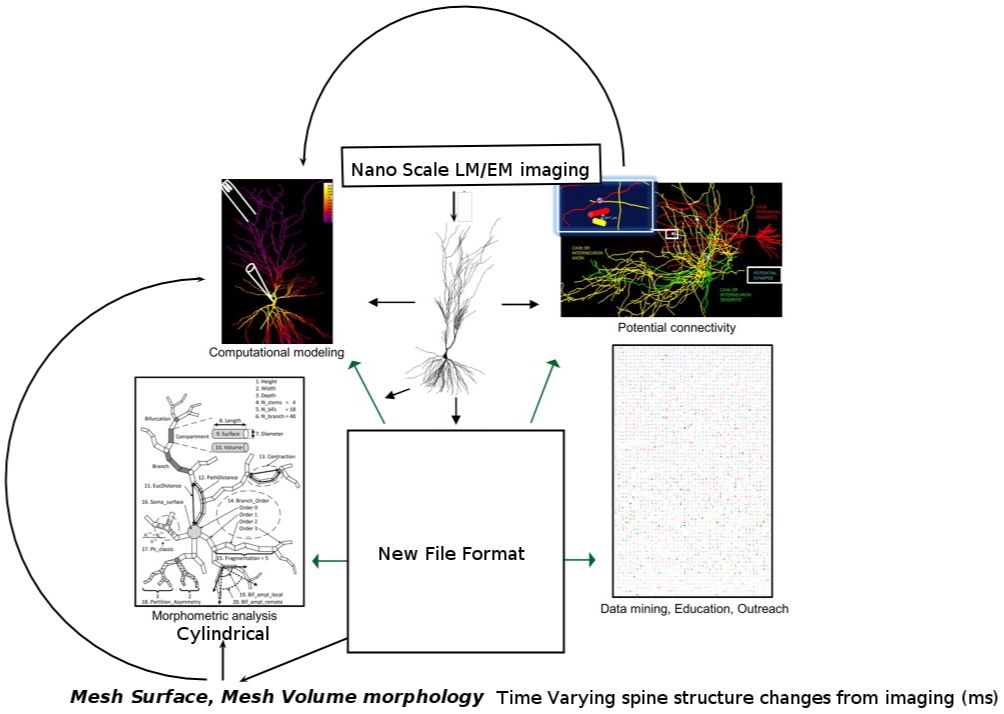 Nano Scale LM/EM imaging
CA3b PYRAMIDAL DENDRITE
CA3b SR
INTERNEURON
AXON
POTENTIAL
SYNAPSE
CA3b SR
INTERNEURON
DENDRITE
Potential connectivity
Computational modeling
1. Height
2. Width
3. Depth
4. N_stems = 4
5. N_bifs = 18
6. N_branch = 40
Bifurcation
8. Length
Compartment
9. Surface
7. Diameter
10. Volume
Branch
13. Contraction
12. PathDistance
11. EucDistance
16. Soma_surface
14. Branch_Order
Order 0
Order 1
Order 2
Order 3
17. Pk_classic
15. Fragmentation = 5
3
2
19. Bif_ampl_local
18. Partition_Asymmetry
20. Bif_ampl_remote
Morphometric analysis
Cylindrical
New File Format
Data mining, Education, Outreach
Mesh Surface, Mesh Volume morphology Time Varying spine structure changes from imaging (ms)